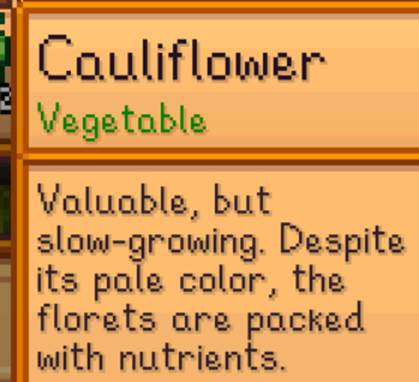 Cauliflower
Vegetable
Valuable, but
slow-growing. Despite
its pale color, the
florets are packed
with nutrients.